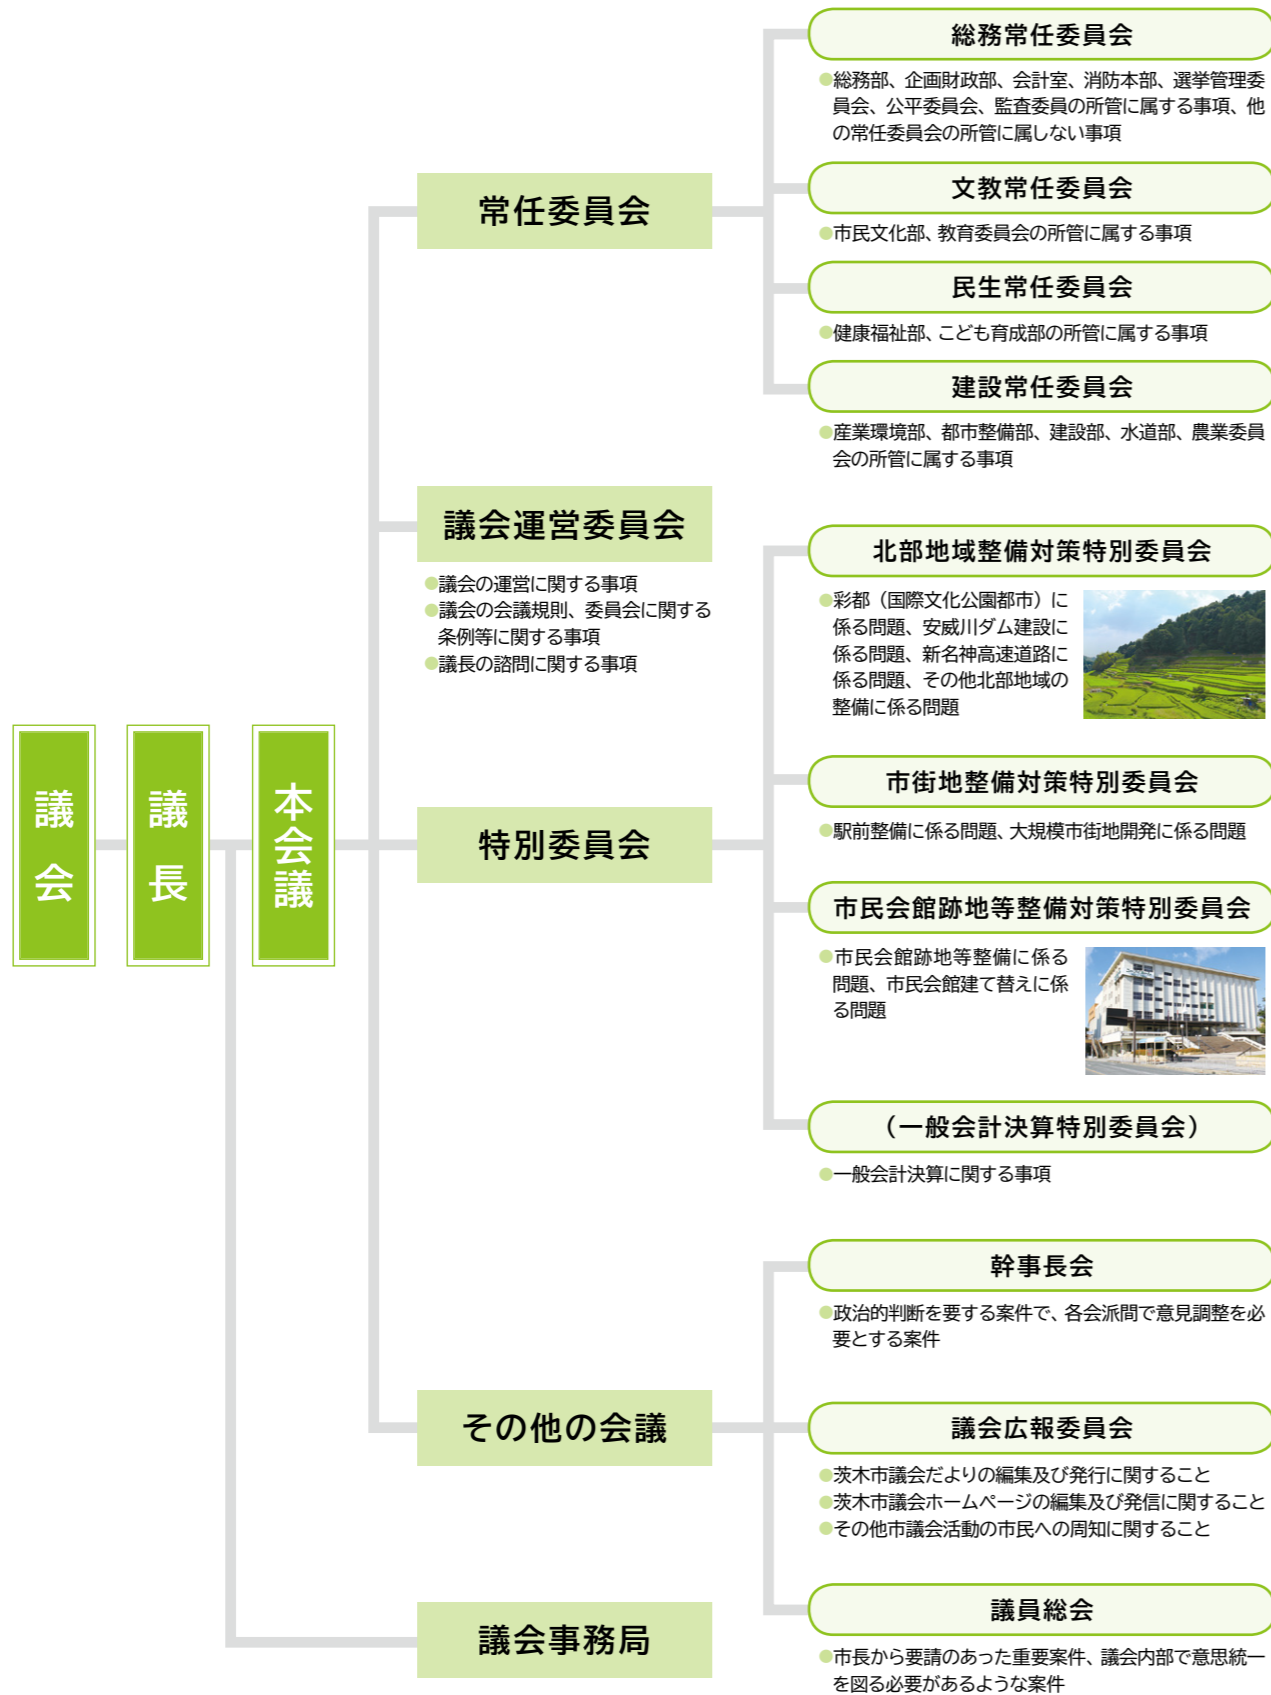 議会
議長
本会議
常任委員会
総務常任委員会
●総務部、企画財政部、会計室、消防本部、選挙管理委
員会、公平委員会、監査委員の所管に属する事項、他
の常任委員会の所管に属しない事項
文教常任委員会
●市民文化部、教育委員会の所管に属する事項
民生常任委員会
●健康福祉部、こども育成部の所管に属する事項
建設常任委員会
●産業環境部、都市整備部、建設部、水道部、農業委員
会の所管に属する事項
議会運営委員会
●議会の運営に関する事項
●議会の会議規則、委員会に関する
条例等に関する事項
●議長の諮問に関する事項
特別委員会
北部地域整備対策特別委員会
●彩都（国際文化公園都市）に
係る問題、安威川ダム建設に
係る問題、新名神高速道路に
係る問題、その他北部地域の
整備に係る問題
市街地整備対策特別委員会
●駅前整備に係る問題、大規模市街地開発に係る問題
市民会館跡地等整備対策特別委員会
●市民会館跡地等整備に係る
問題、市民会館建て替えに係
る問題
（一般会計決算特別委員会）
●一般会計決算に関する事項
その他の会議
幹事長会
●政治的判断を要する案件で、各会派間で意見調整を必
要とする案件
議会広報委員会
●茨木市議会だよりの編集及び発行に関すること
●茨木市議会ホームページの編集及び発信に関すること
●その他市議会活動の市民への周知に関すること
議員総会
●市長から要請のあった重要案件、議会内部で意思統一
を図る必要があるような案件
議会事務局